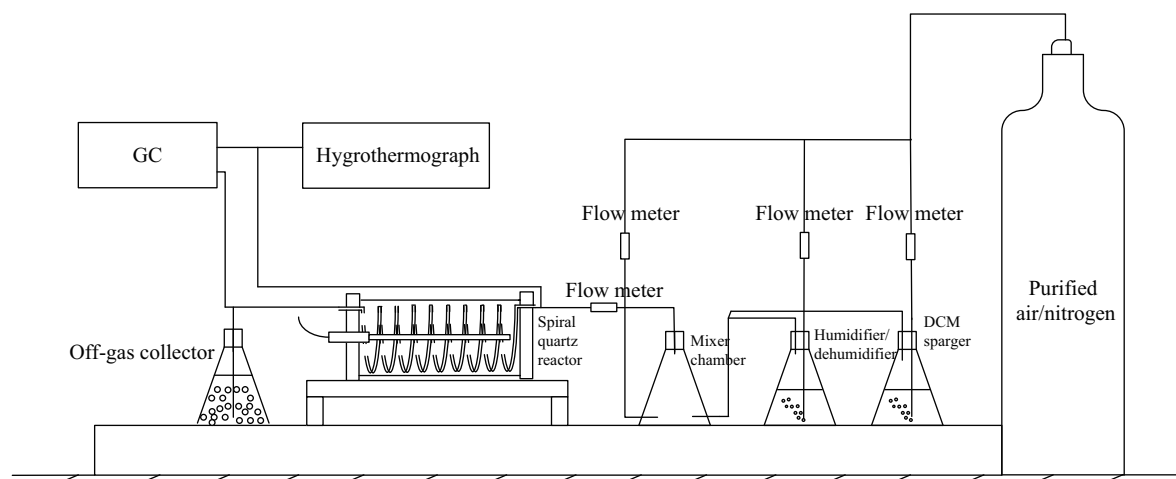 GC
Hygrothermograph
Flow meter
Flow meter
Flow meter
Flow meter
Purified
air/nitrogen
Off-gas collector
Spiral
quartz
reactor
Mixer
chamber
Humidifier/
dehumidifier
DCM
sparger